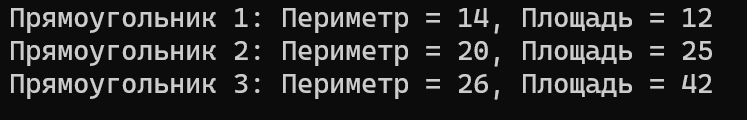 Прямоугольник 1: Периметр = 14, Площадь = 12
Прямоугольник 2: Периметр = 20, Площадь = 25
Прямоугольник 3: Периметр = 26, Площадь = 42